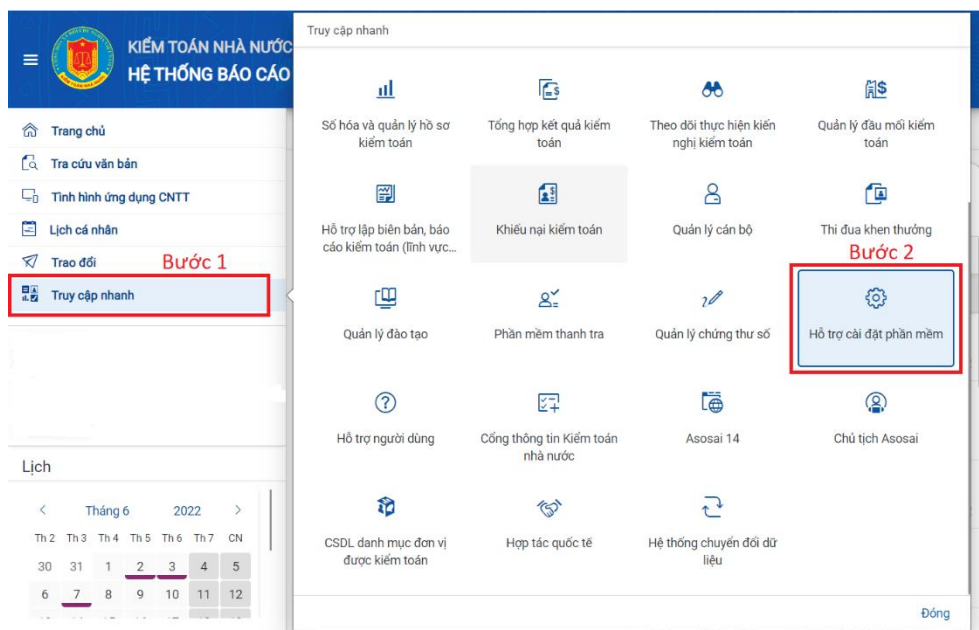 KIỂM TOÁN NHÀ NƯỚC
HỆ THỐNG BÁO CÁO
Trang chủ
Tra cứu văn bản
Tình hình ứng dụng CNTT
Lịch cá nhân
Trao đổi
Bước 1
Truy cập nhanh
Lịch
Tháng 6 2022
Th 2 Th 3 Th 4 Th 5 Th 6 Th 7 CN
30 31 1 2 3 4 5
6 7 8 9 10 11 12
Truy cập nhanh
Số hóa và quản lý hồ sơ
kiểm toán
Tổng hợp kết quả kiểm
toán
Theo dõi thực hiện kiến
nghị kiểm toán
Quản lý đầu mối kiểm
toán
Hỗ trợ lập biên bản, báo
cáo kiểm toán (lĩnh vực...
Khiếu nại kiểm toán
Quản lý cán bộ
Thi đua khen thưởng
Bước 2
Quản lý đào tạo
Phần mềm thanh tra
Quản lý chứng thư số
Hỗ trợ cài đặt phần mềm
Hỗ trợ người dùng
Cổng thông tin Kiểm toán
nhà nước
Asosai 14
Chủ tịch Asosai
CSDL danh mục đơn vị
được kiểm toán
Hợp tác quốc tế
Hệ thống chuyển đổi dữ
liệu
Đóng